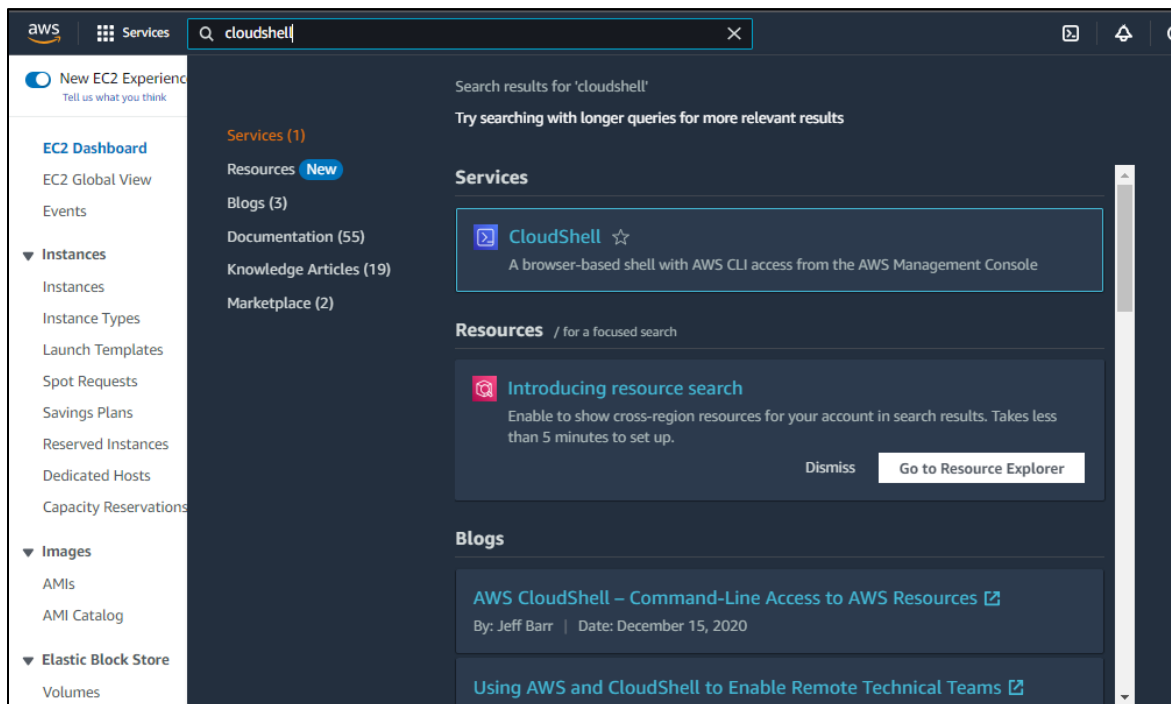 aws
Services
cloudshell
New EC2 Experience
Tell us what you think
EC2 Dashboard
EC2 Global View
Events
Instances
Instances
Instance Types
Launch Templates
Spot Requests
Savings Plans
Reserved Instances
Dedicated Hosts
Capacity Reservations
Images
AMIs
AMI Catalog
Elastic Block Store
Volumes
Services (1)
Resources New
Blogs (3)
Documentation (55)
Knowledge Articles (19)
Marketplace (2)
Search results for 'cloudshell'
Try searching with longer queries for more relevant results
Services
CloudShell
A browser-based shell with AWS CLI access from the AWS Management Console
Resources / for a focused search
Introducing resource search
Enable to show cross-region resources for your account in search results. Takes less
than 5 minutes to set up.
Dismiss Go to Resource Explorer
Blogs
AWS CloudShell – Command-Line Access to AWS Resources
By: Jeff Barr | Date: December 15, 2020
Using AWS and CloudShell to Enable Remote Technical Teams